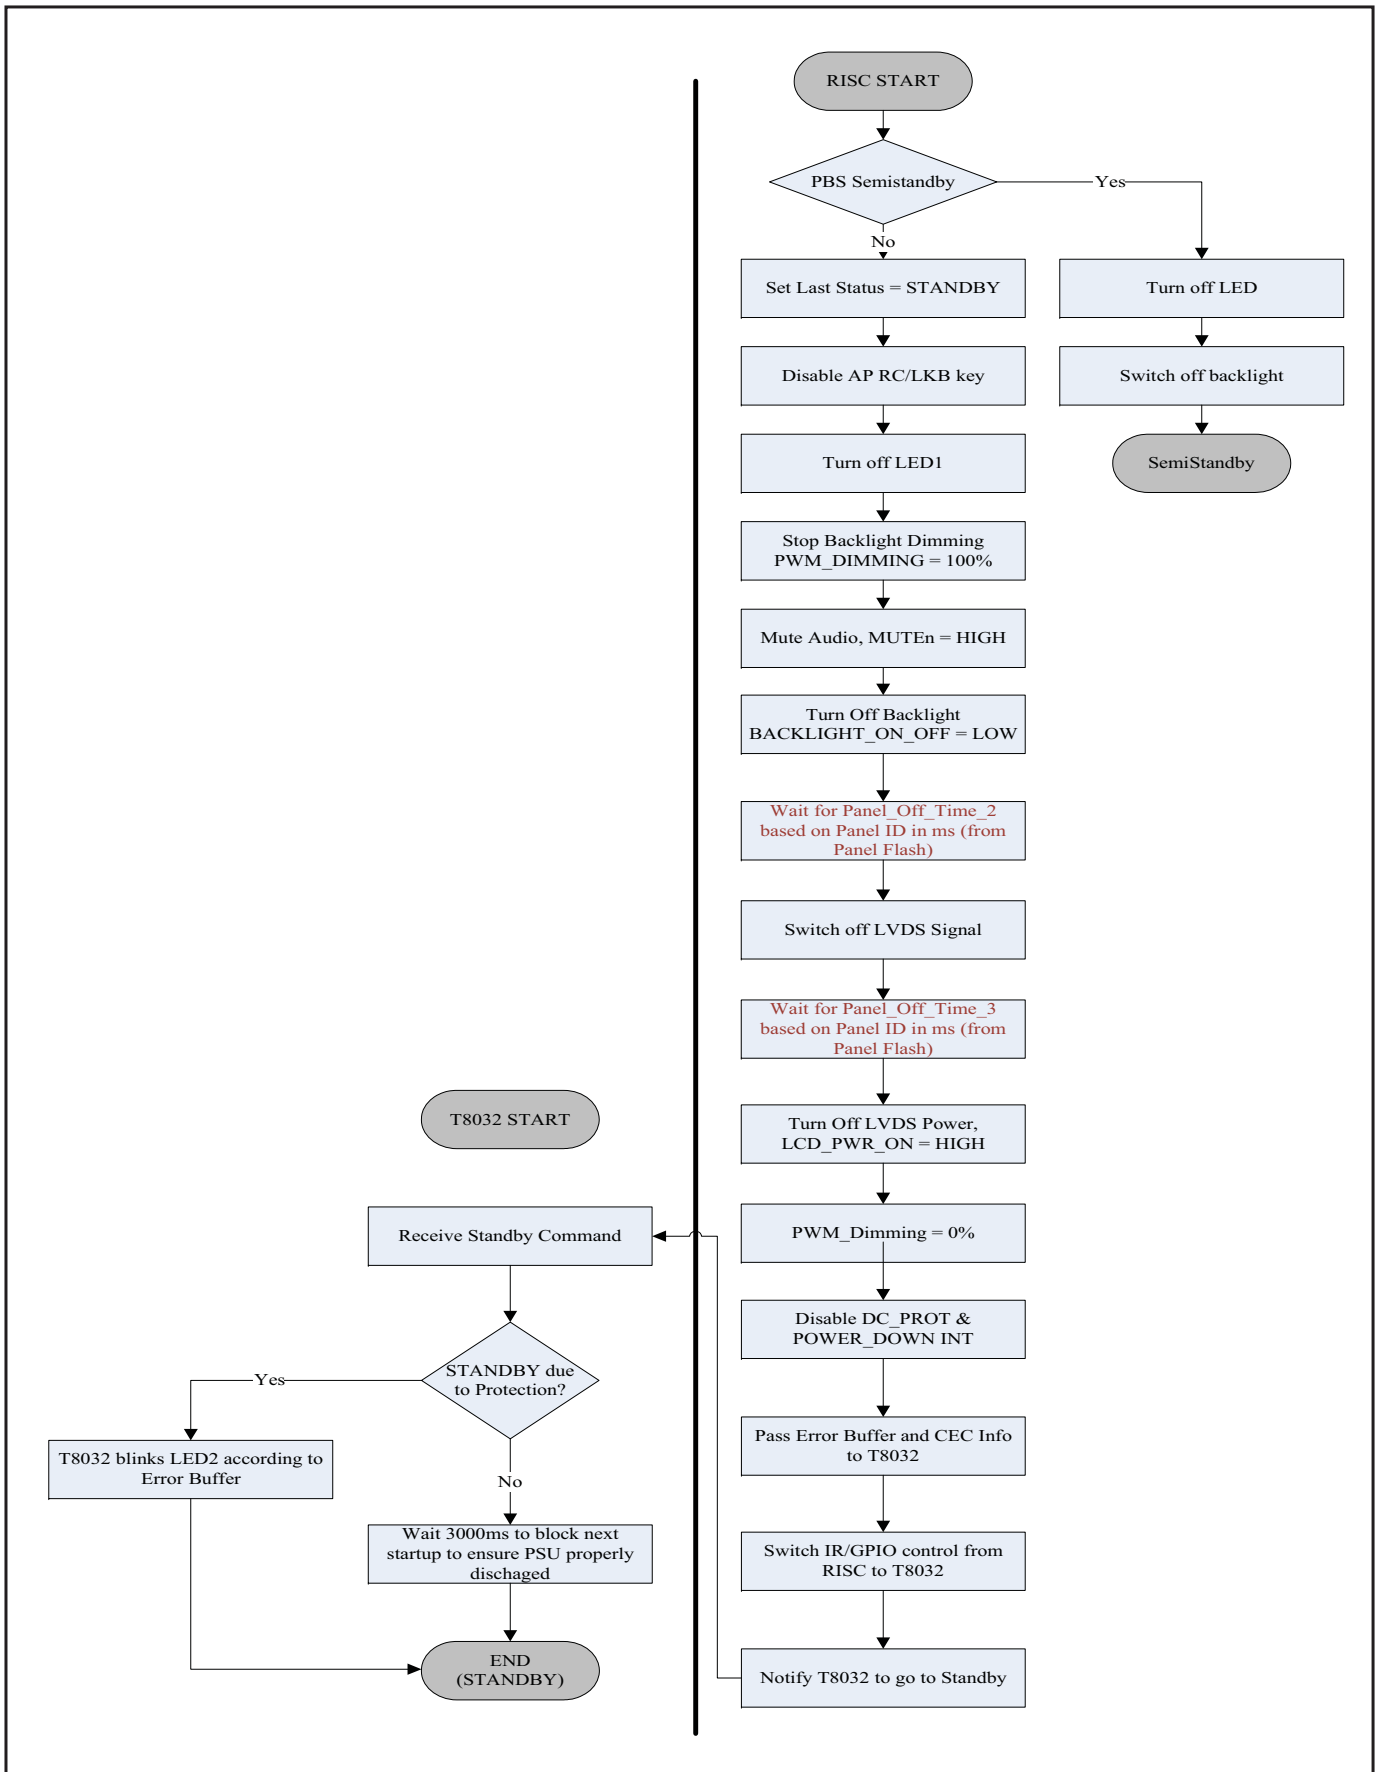 RISC START
PBS Semistandby
Yes
No
Set Last Status = STANDBY
Turn off LED
Disable AP RC/LKB key
Switch off backlight
Turn off LED1
SemiStandby
Stop Backlight Dimming
PWM_DIMMING = 100%
Mute Audio, MUTEn = HIGH
Turn Off Backlight
BACKLIGHT_ON_OFF = LOW
Wait for Panel_Off_Time_2
based on Panel ID in ms (from
Panel Flash)
Switch off LVDS Signal
Wait for Panel_Off_Time_3
based on Panel ID in ms (from
Panel Flash)
Turn Off LVDS Power,
LCD_PWR_ON = HIGH
PWM_Dimming = 0%
Disable DC_PROT &
POWER_DOWN INT
Pass Error Buffer and CEC Info
to T8032
Switch IR/GPIO control from
RISC to T8032
Notify T8032 to go to Standby
T8032 START
Receive Standby Command
STANDBY due
to Protection?
Yes
T8032 blinks LED2 according to
Error Buffer
No
Wait 3000ms to block next
startup to ensure PSU properly
dischaged
END
(STANDBY)